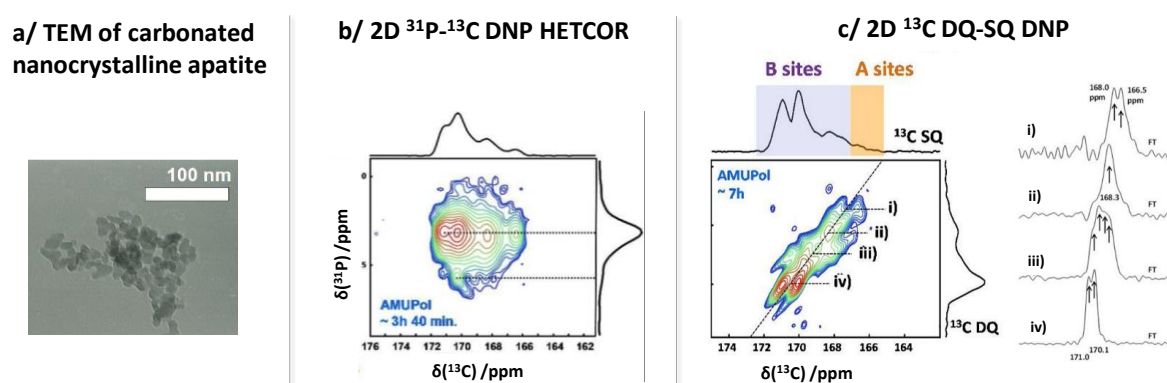 a/ TEM of carbonated
nanocrystalline apatite
100 nm
b/ 2D ³¹P-¹³C DNP HETCOR
0
5
δ(³¹P) /ppm
AMUPol
~ 3h 40 min.
176 174 172 170 168 166 164 162
δ(¹³C) /ppm
c/ 2D ¹³C DQ-SQ DNP
B sites A sites
¹³C SQ
AMUPol
~ 7h
i)
ii)
iii)
iv)
¹³C DQ
174 172 170 168 166 164 162
δ(¹³C) /ppm
168.0 166.5
ppm ppm
i) FT
ii) FT
168.3
iii) FT
iv) FT
171.0 170.1